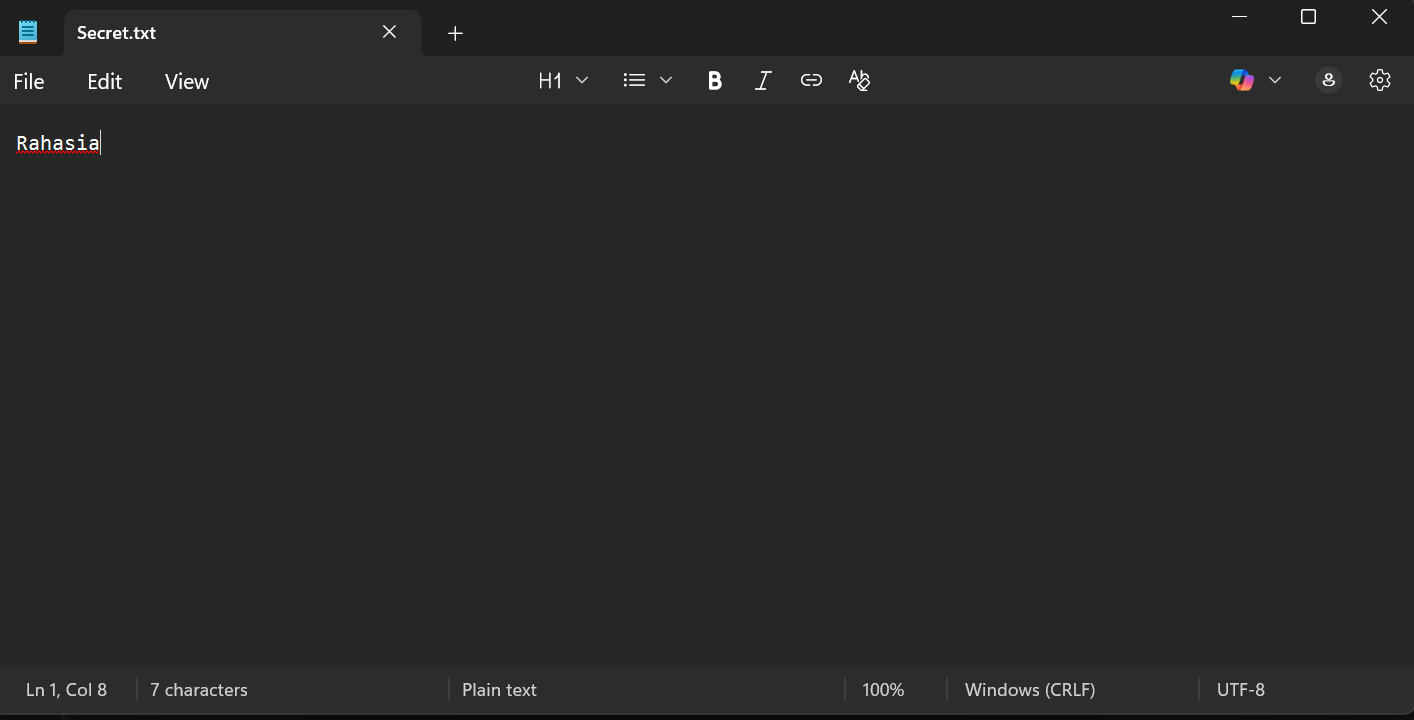 Secret.txt
File Edit View H1 B I
Rahasia
Ln 1, Col 8 7 characters Plain text 100% Windows (CRLF) UTF-8